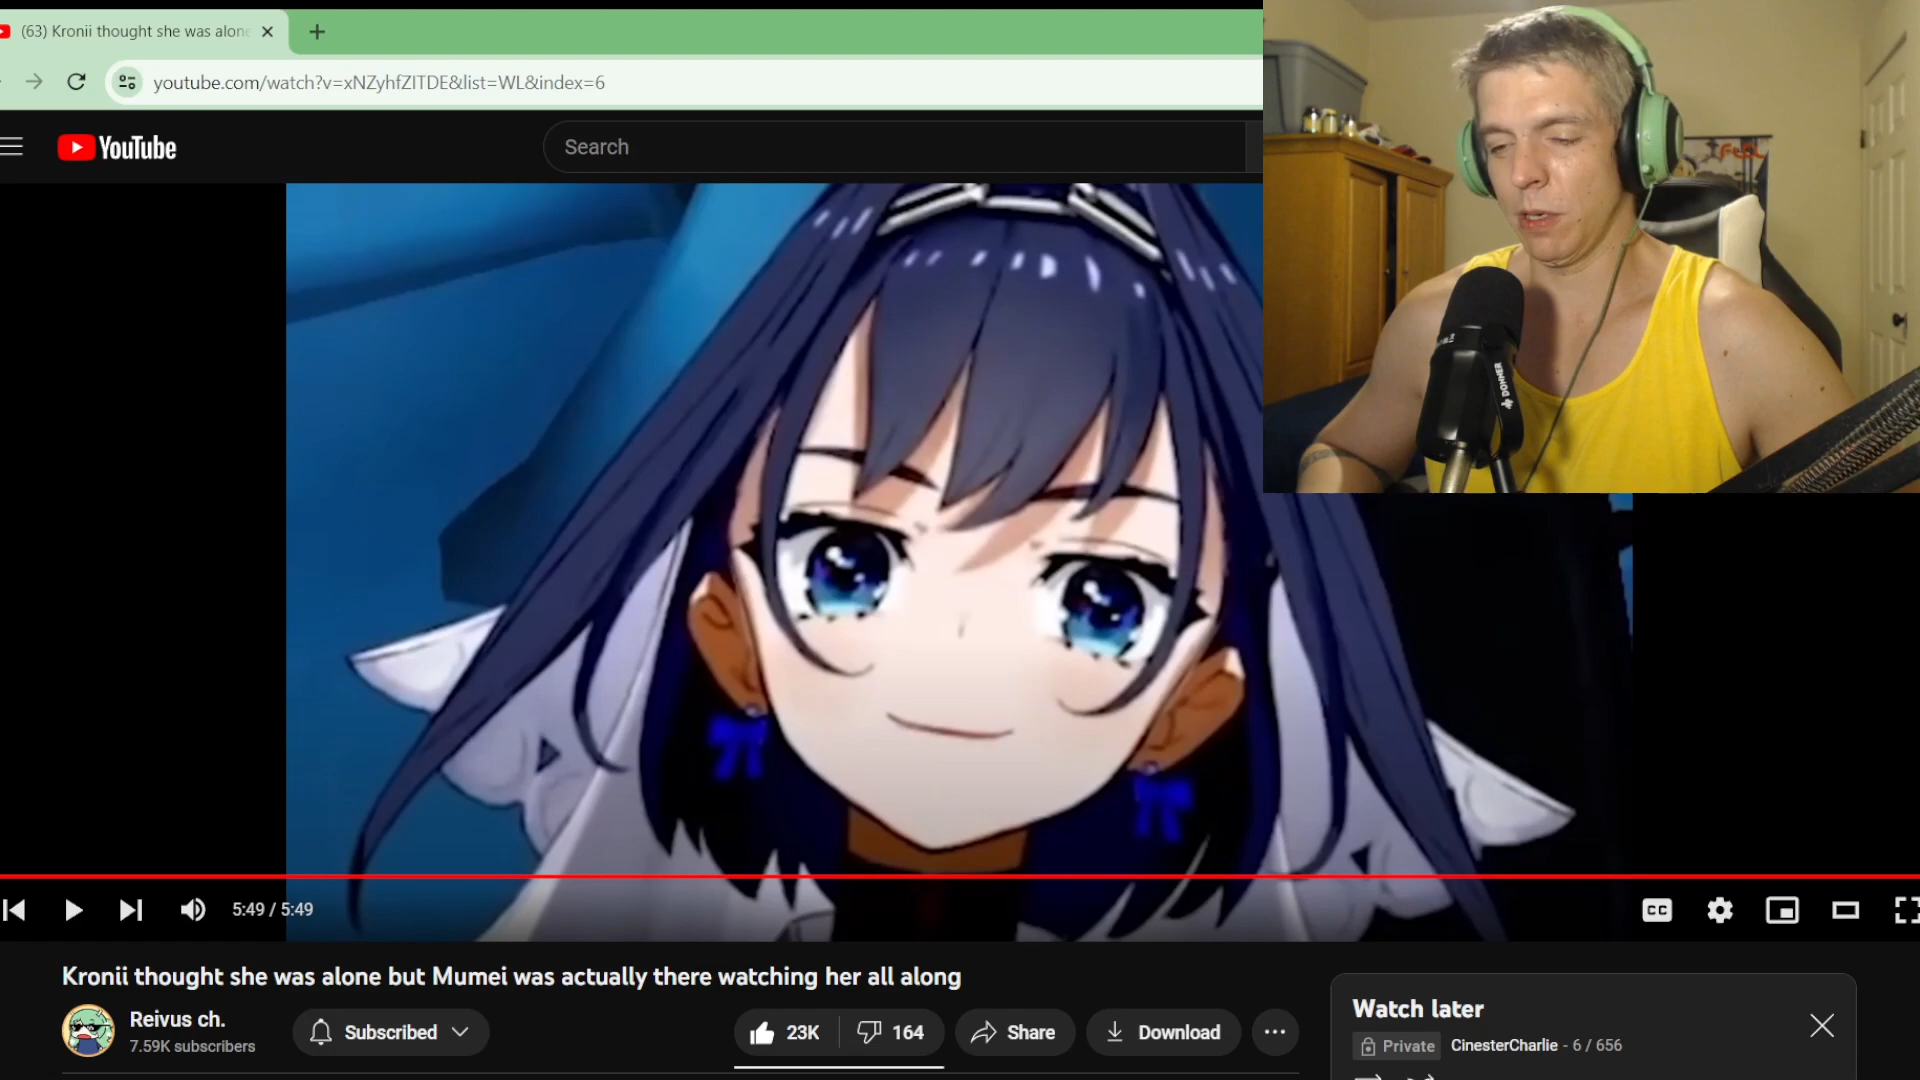 (63) Kronii thought she was alon
youtube.com/watch?v=xNZyhfZITDE&list=WL&index=6
YouTube
Search
DONNER
5:49 / 5:49
CC
Kronii thought she was alone but Mumei was actually there watching her all along
Reivus ch.
7.59K subscribers
Subscribed
23K
164
Share
Download
Watch later
Private CinesterCharlie - 6 / 656